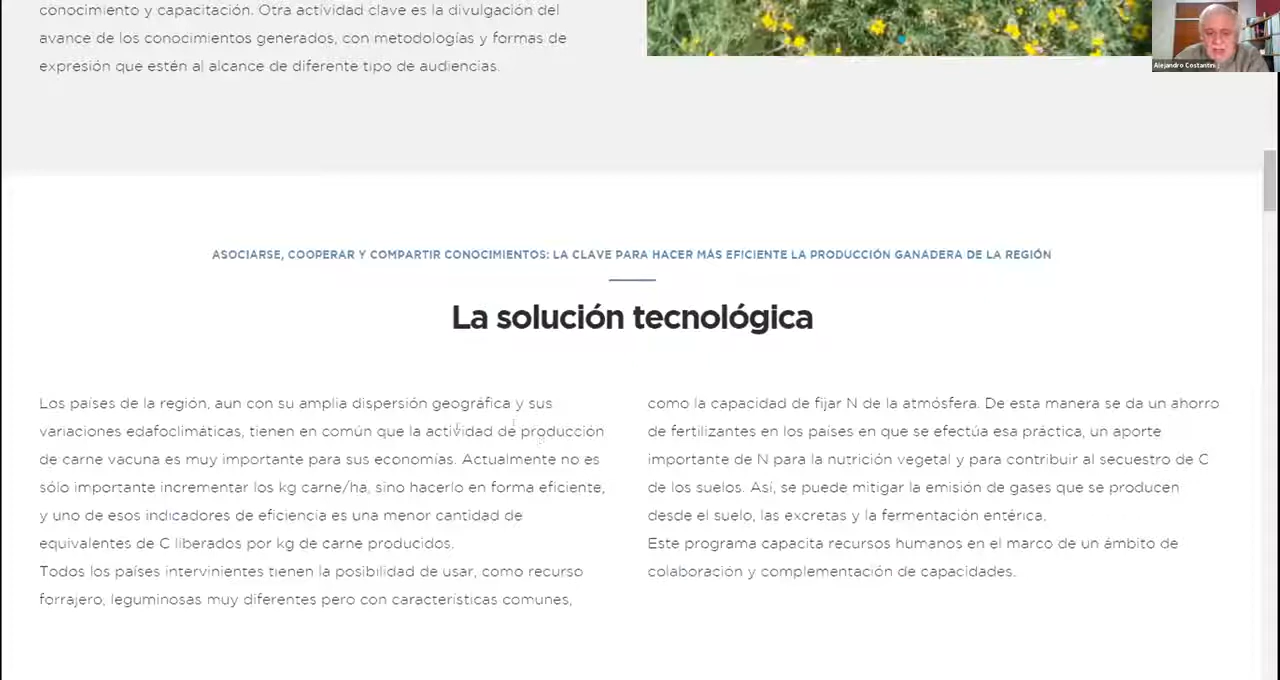 conocimiento y capacitación. Otra actividad clave es la divulgación del
avance de los conocimientos generados, con metodologías y formas de
expresión que estén al alcance de diferente tipo de audiencias.
Alejandro Costantini
ASOCIARSE, COOPERAR Y COMPARTIR CONOCIMIENTOS: LA CLAVE PARA HACER MÁS EFICIENTE LA PRODUCCIÓN GANADERA DE LA REGIÓN
La solución tecnológica
Los países de la región, aun con su amplia dispersión geográfica y sus
variaciones edafoclimáticas, tienen en común que la actividad de producción
de carne vacuna es muy importante para sus economías. Actualmente no es
sólo importante incrementar los kg carne/ha, sino hacerlo en forma eficiente,
y uno de esos indicadores de eficiencia es una menor cantidad de
equivalentes de C liberados por kg de carne producidos.
Todos los países intervinientes tienen la posibilidad de usar, como recurso
forrajero, leguminosas muy diferentes pero con características comunes,
como la capacidad de fijar N de la atmósfera. De esta manera se da un ahorro
de fertilizantes en los países en que se efectúa esa práctica, un aporte
importante de N para la nutrición vegetal y para contribuir al secuestro de C
de los suelos. Así, se puede mitigar la emisión de gases que se producen
desde el suelo, las excretas y la fermentación entérica.
Este programa capacita recursos humanos en el marco de un ámbito de
colaboración y complementación de capacidades.